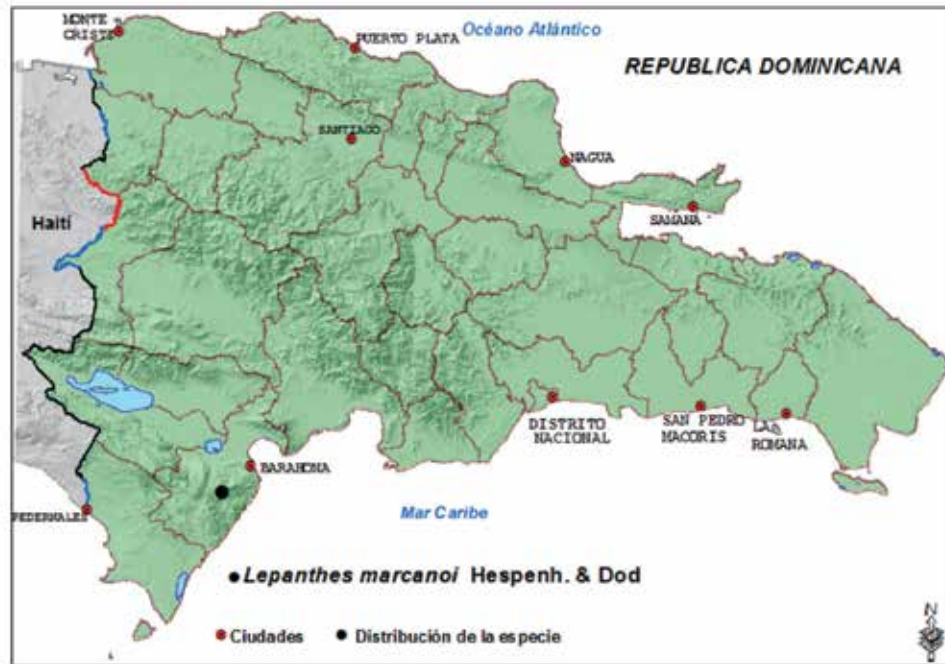 MONTE
CRISTI
PUERTO PLATA
Océano Atlántico
REPUBLICA DOMINICANA
SANTIAGO
NAGUA
SAMANA
Haití
DISTRITO
NACIONAL
SAN PEDRO
MACORIS
LA
ROMANA
BARAHONA
PEDERNALES
Mar Caribe
Lepanthes marcanoi Hespenh. & Dod
Ciudades
Distribución de la especie
N